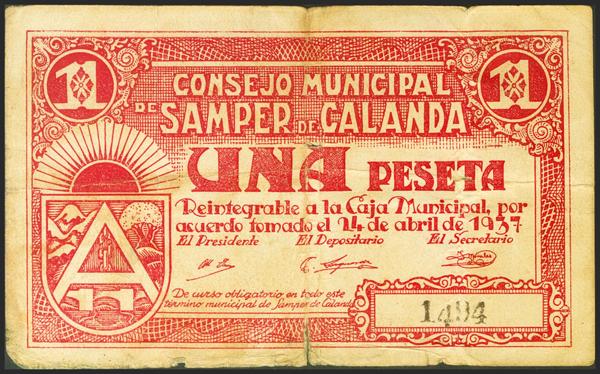 1 1
CONSEJO MUNICIPAL
DE SAMPER DE CALANDA
UNA PESETA
Reintegrable a la Caja Municipal, por
acuerdo tomado el 24 de abril de 1937
El Presidente El Depositario El Secretario
A
De curso obligatorio en todo este
término municipal de Samper de Calanda
1,494